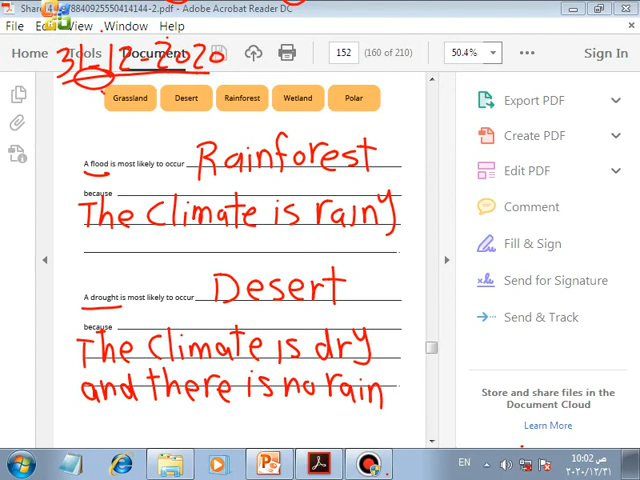 Share 4 7884092555041414 4-2.pdf - Adobe Acrobat Reader DC
File Edit View Window Help
Home Tools Document 152 (160 of 210) 50.4% Sign In
31-12-2020
Grassland Desert Rainforest Wetland Polar
A flood is most likely to occur Rainforest
because
The Climate is rainy
A drought is most likely to occur Desert
because
The Climate is dry
and there is no rain
Export PDF
Create PDF
Edit PDF
Comment
Fill & Sign
Send for Signature
Send & Track
Store and share files in the
Document Cloud
Learn More
EN
10:02 ص
٢٠٢٠/١٢/٣١